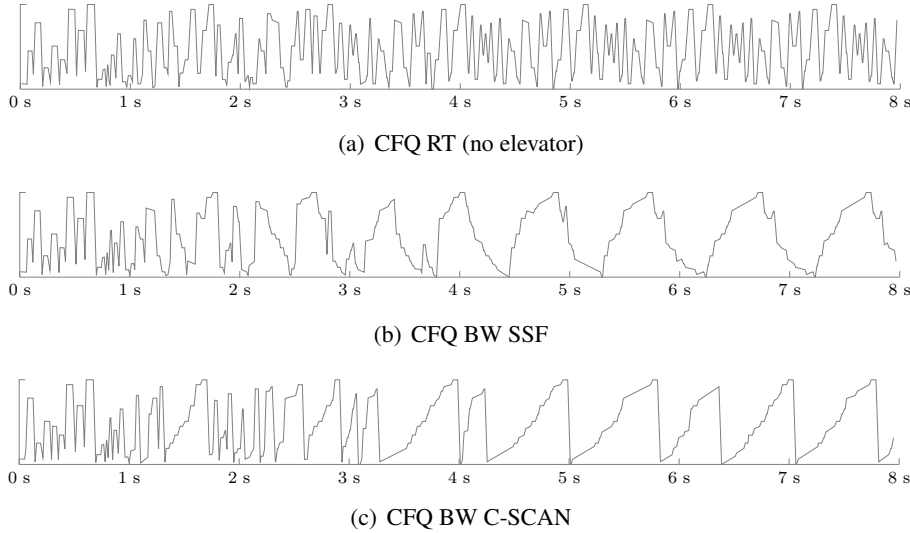 0 s 1 s 2 s 3 s 4 s 5 s 6 s 7 s 8 s
(a) CFQ RT (no elevator)
0 s 1 s 2 s 3 s 4 s 5 s 6 s 7 s 8 s
(b) CFQ BW SSF
0 s 1 s 2 s 3 s 4 s 5 s 6 s 7 s 8 s
(c) CFQ BW C-SCAN